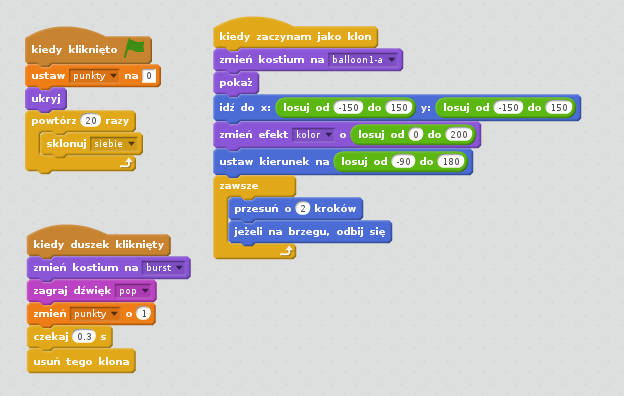 kiedy kliknięto
ustaw punkty na 0
ukryj
powtórz 20 razy
sklonuj siebie
kiedy duszek kliknięty
zmień kostium na burst
zagraj dźwięk pop
zmień punkty o 1
czekaj 0.3 s
usuń tego klona
kiedy zaczynam jako klon
zmień kostium na balloon1-a
pokaż
idź do x: losuj od -150 do 150 y: losuj od -150 do 150
zmień efekt kolor o losuj od 0 do 200
ustaw kierunek na losuj od -90 do 180
zawsze
przesuń o 2 kroków
jeżeli na brzegu, odbij się